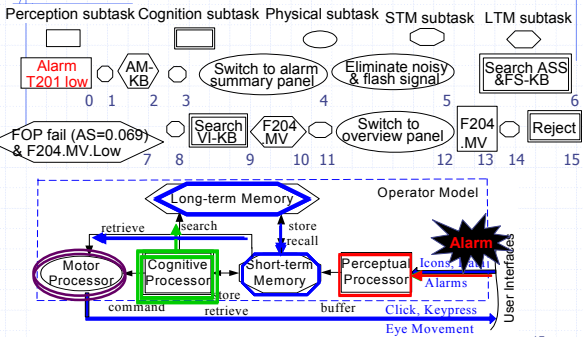 Perception subtask Cognition subtask Physical subtask STM subtask LTM subtask
Alarm
T201 low
AM-
KB
Switch to alarm
summary panel
Eliminate noisy
& flash signal
Search ASS
&FS-KB
0 1 2 3 4 5 6
FOP fail (AS=0.069)
& F204.MV.Low
Search
VI-KB
F204
.MV
Switch to
overview panel
F204
.MV
Reject
7 8 9 10 11 12 13 14 15
Operator Model
Long-term Memory
retrieve
search
store
recall
Alarm
Motor
Processor
Cognitive
Processor
Short-term
Memory
Perceptual
Processor
Alarms
User Interfaces
store
command
retrieve
buffer
Click, Keypress
Eye Movement